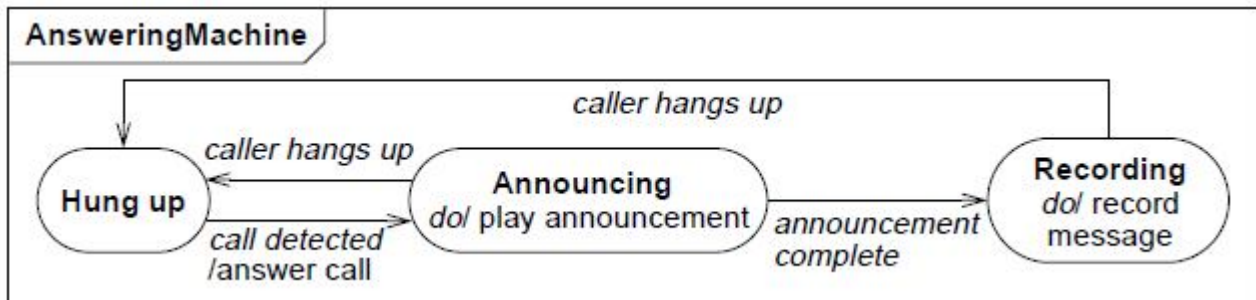 AnsweringMachine
caller hangs up
caller hangs up
Hung up
call detected
/answer call
Announcing
do/ play announcement
announcement
complete
Recording
do/ record
message